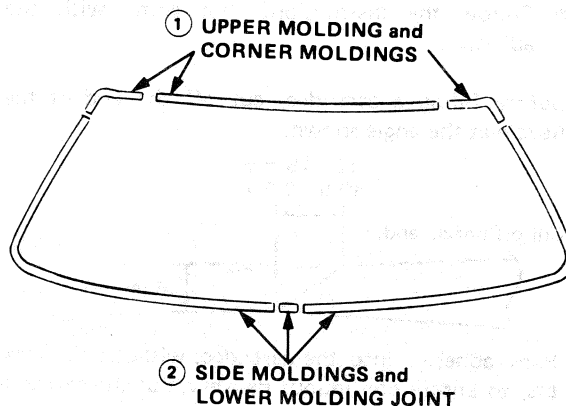 ① UPPER MOLDING and
CORNER MOLDINGS
② SIDE MOLDINGS and
LOWER MOLDING JOINT